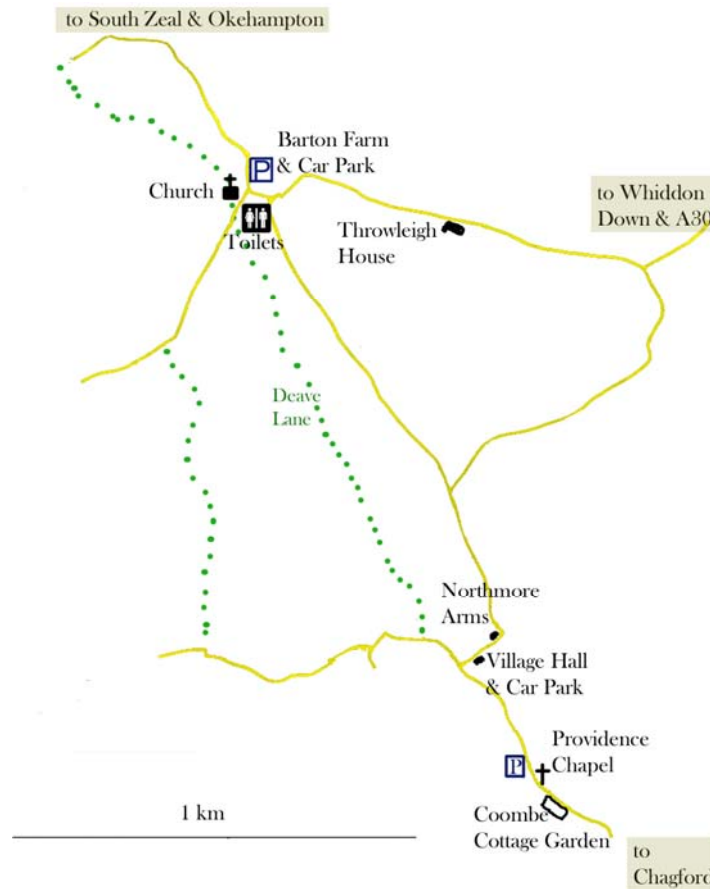 to South Zeal & Okehampton
Barton Farm
& Car Park
P
Church
to Whiddon
Down & A30
Toilets
Throwleigh
House
Deave
Lane
Northmore
Arms
Village Hall
& Car Park
Providence
Chapel
P
1 km
Coombe
Cottage Garden
to
Chagford